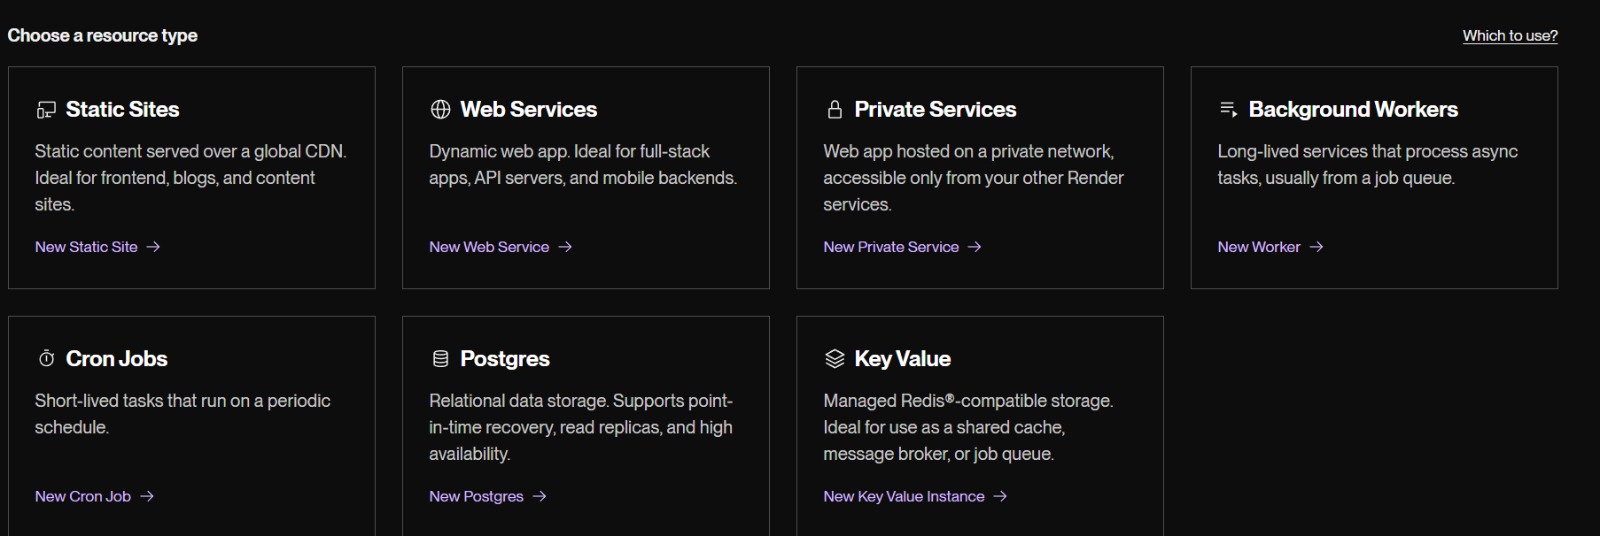 Choose a resource type
Which to use?
Static Sites
Static content served over a global CDN.
Ideal for frontend, blogs, and content
sites.
New Static Site →
Web Services
Dynamic web app. Ideal for full-stack
apps, API servers, and mobile backends.
New Web Service →
Private Services
Web app hosted on a private network,
accessible only from your other Render
services.
New Private Service →
Background Workers
Long-lived services that process async
tasks, usually from a job queue.
New Worker →
Cron Jobs
Short-lived tasks that run on a periodic
schedule.
New Cron Job →
Postgres
Relational data storage. Supports point-
in-time recovery, read replicas, and high
availability.
New Postgres →
Key Value
Managed Redis®-compatible storage.
Ideal for use as a shared cache,
message broker, or job queue.
New Key Value Instance →